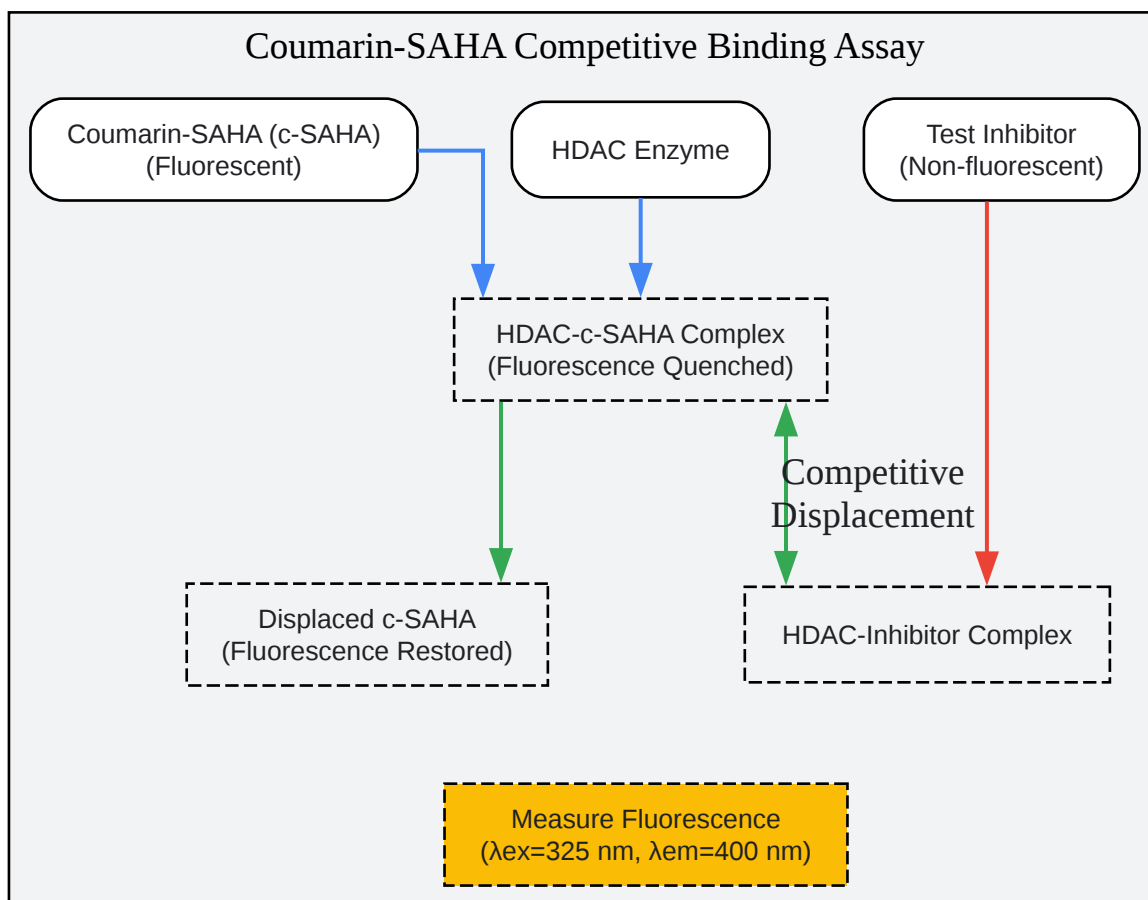 Coumarin-SAHA Competitive Binding Assay
Coumarin-SAHA (c-SAHA)
(Fluorescent)
HDAC Enzyme
Test Inhibitor
(Non-fluorescent)
HDAC-c-SAHA Complex
(Fluorescence Quenched)
Competitive
Displacement
Displaced c-SAHA
(Fluorescence Restored)
HDAC-Inhibitor Complex
Measure Fluorescence
(λex=325 nm, λem=400 nm)